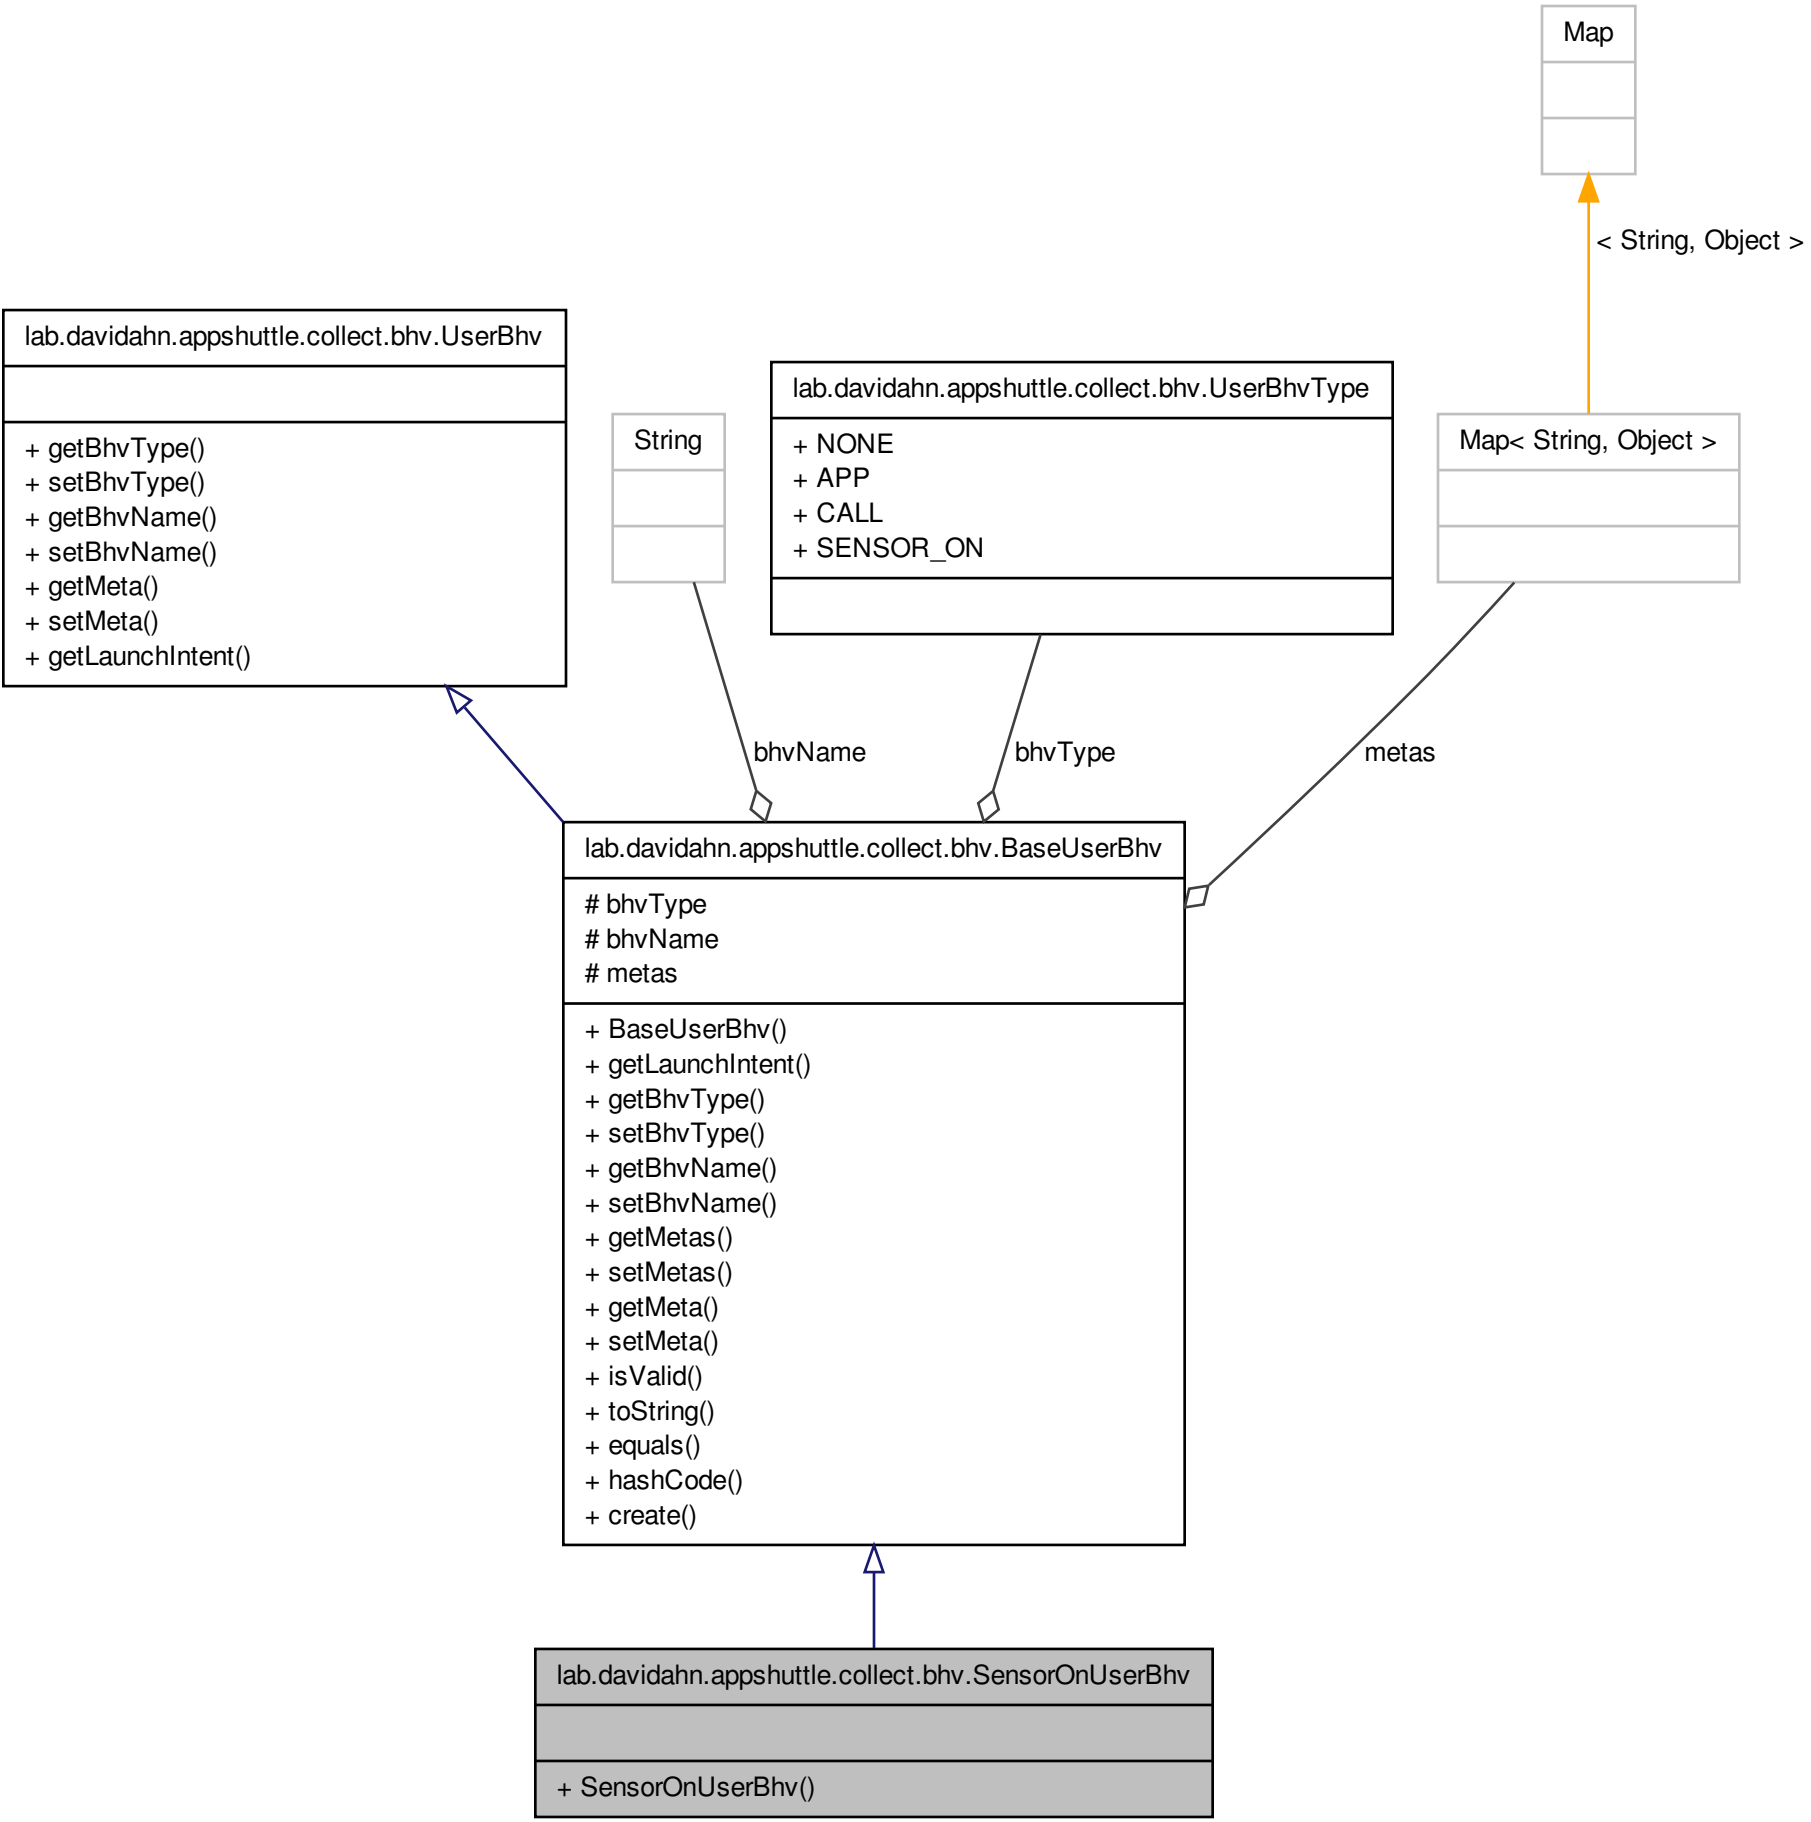 Map
< String, Object >
lab.davidahn.appshuttle.collect.bhv.UserBhv
+ getBhvType()
+ setBhvType()
+ getBhvName()
+ setBhvName()
+ getMeta()
+ setMeta()
+ getLaunchIntent()
String
lab.davidahn.appshuttle.collect.bhv.UserBhvType
+ NONE
+ APP
+ CALL
+ SENSOR_ON
Map< String, Object >
bhvName
bhvType
metas
lab.davidahn.appshuttle.collect.bhv.BaseUserBhv
# bhvType
# bhvName
# metas
+ BaseUserBhv()
+ getLaunchIntent()
+ getBhvType()
+ setBhvType()
+ getBhvName()
+ setBhvName()
+ getMetas()
+ setMetas()
+ getMeta()
+ setMeta()
+ isValid()
+ toString()
+ equals()
+ hashCode()
+ create()
lab.davidahn.appshuttle.collect.bhv.SensorOnUserBhv
+ SensorOnUserBhv()